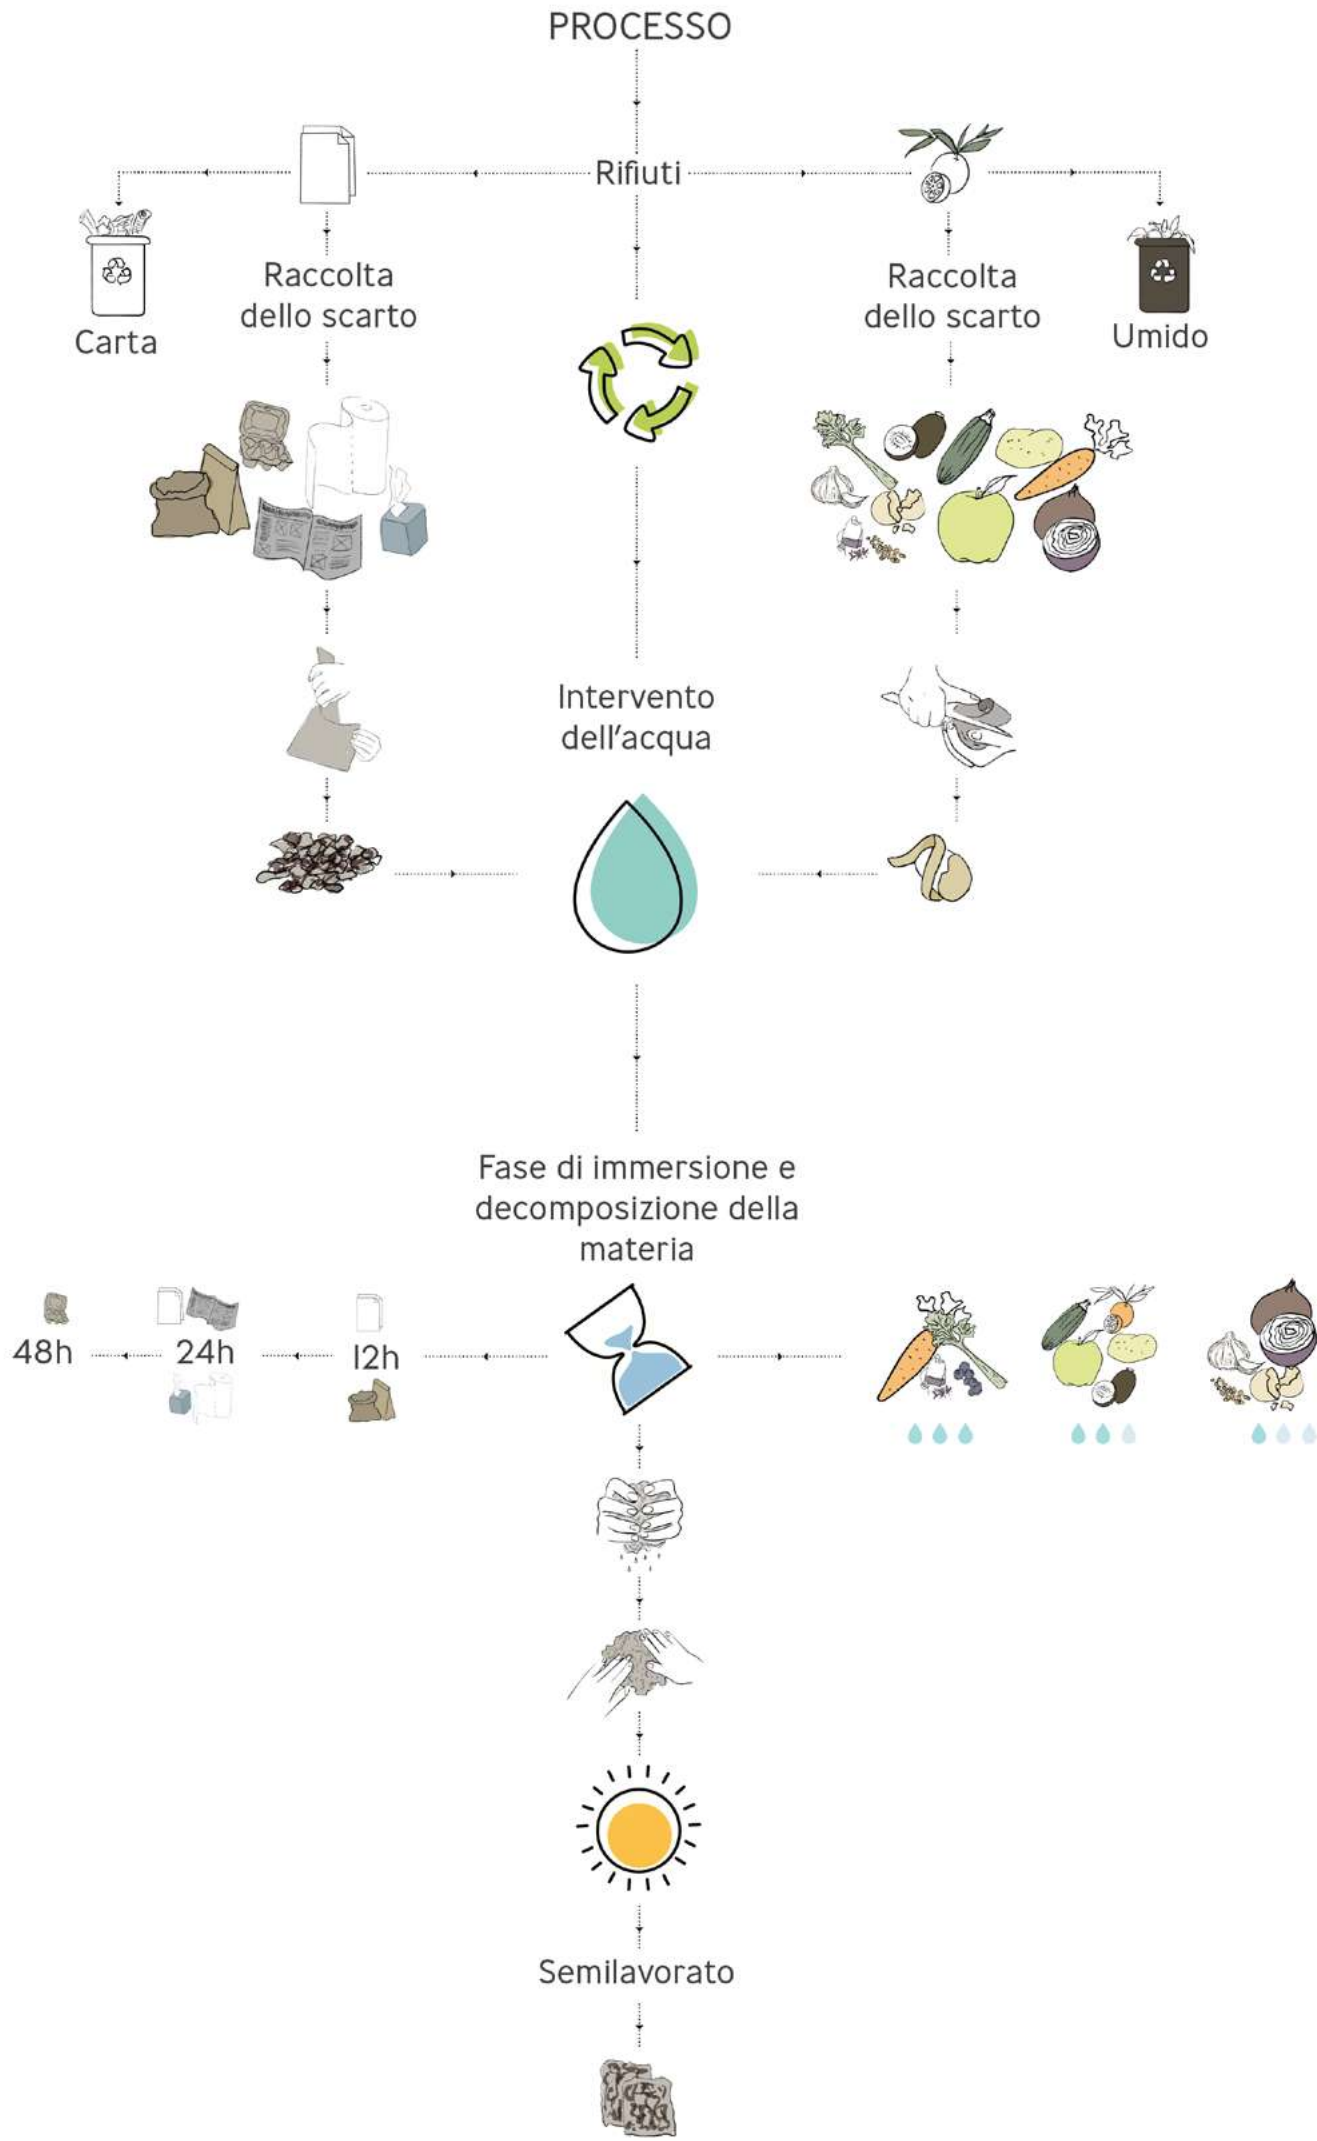 PROCESSO
Rifiuti
Carta
Raccolta
dello scarto
Raccolta
dello scarto
Umido
Intervento
dell'acqua
Fase di immersione e
decomposizione della
materia
48h
24h
12h
Semilavorato